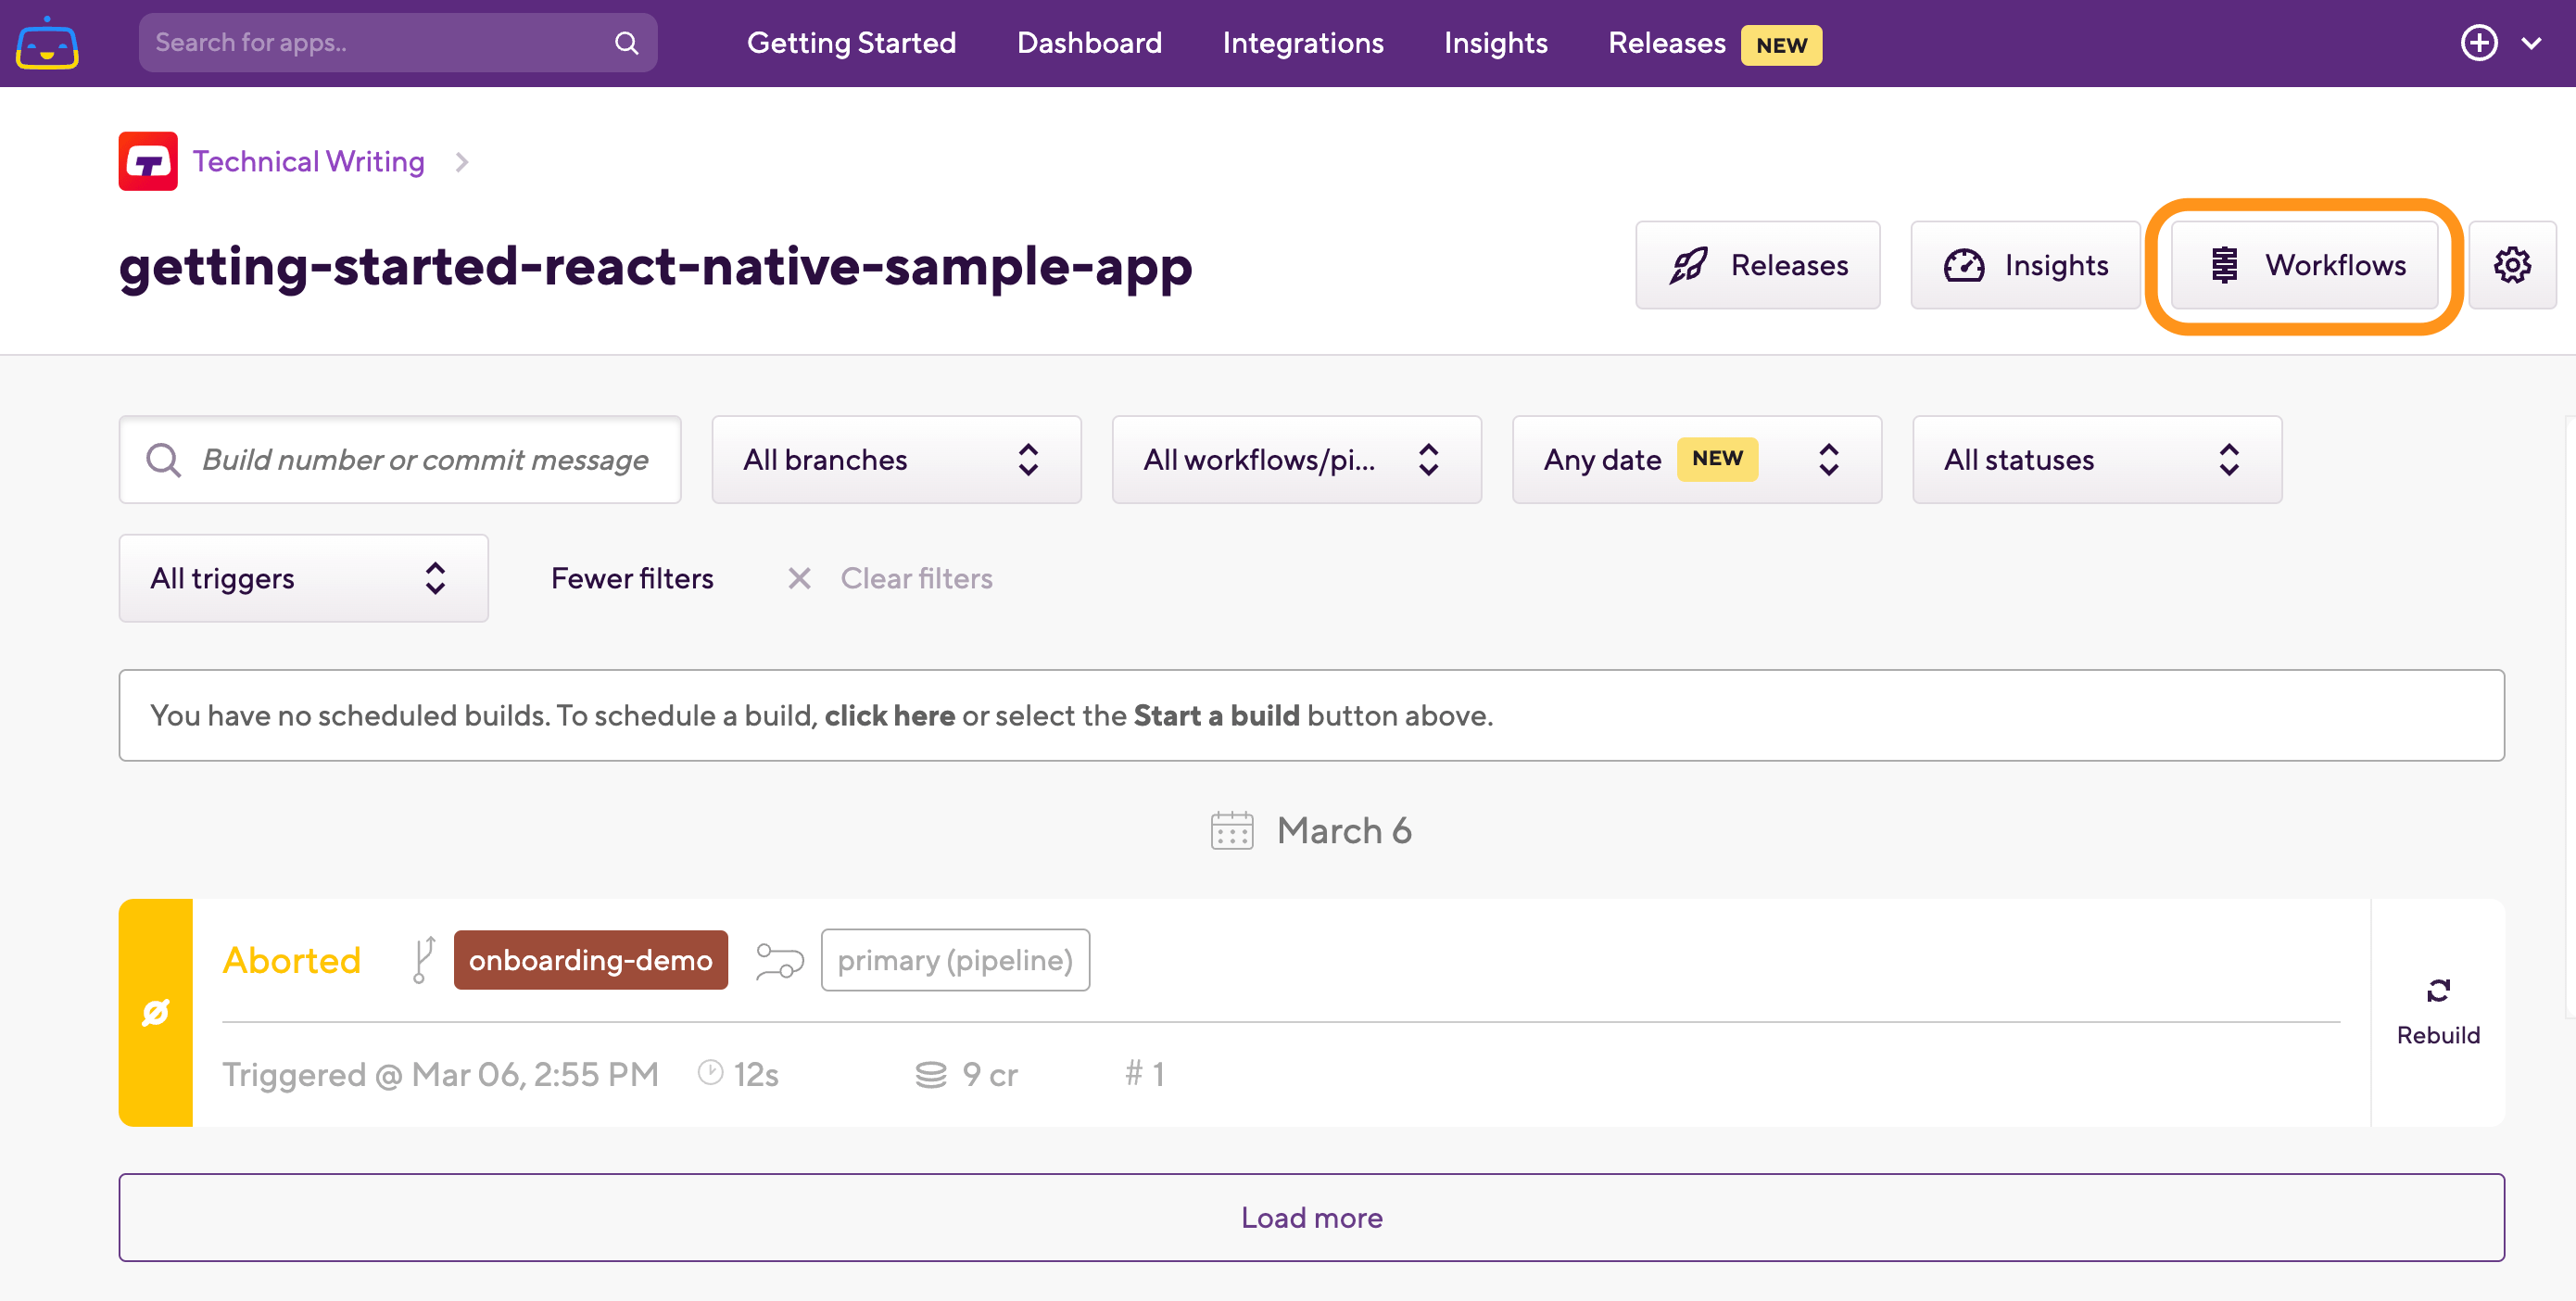 Search for apps..
Getting Started
Dashboard
Integrations
Insights
Releases NEW
Technical Writing
getting-started-react-native-sample-app
Releases
Insights
Workflows
Build number or commit message
All branches
All workflows/pi...
Any date NEW
All statuses
All triggers
Fewer filters
Clear filters
You have no scheduled builds. To schedule a build, click here or select the Start a build button above.
March 6
Aborted
onboarding-demo
primary (pipeline)
Triggered @ Mar 06, 2:55 PM
12s
9 cr
# 1
Rebuild
Load more